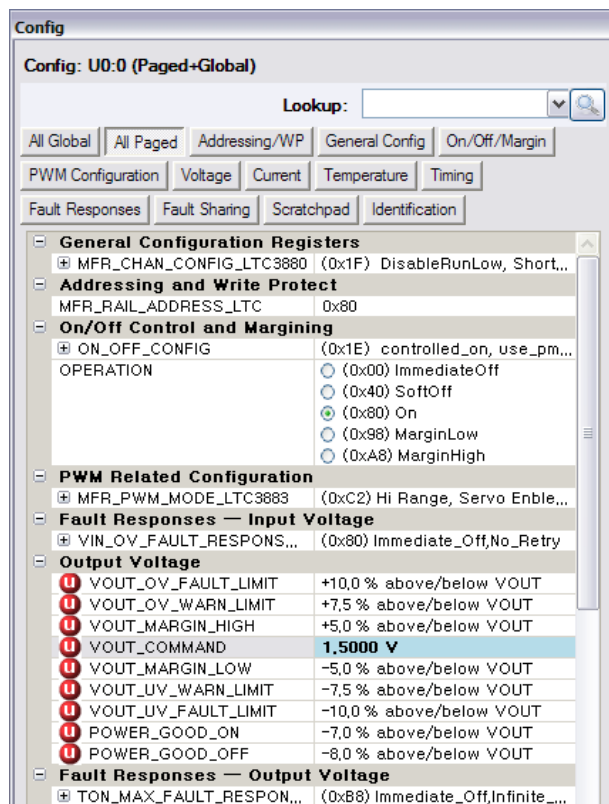 Config
Config: U0:0 (Paged+Global)
Lookup:
All Global All Paged Addressing/WP General Config On/Off/Margin
PWM Configuration Voltage Current Temperature Timing
Fault Responses Fault Sharing Scratchpad Identification
General Configuration Registers
MFR_CHAN_CONFIG_LTC3880 (0x1F) DisableRunLow, Short...
Addressing and Write Protect
MFR_RAIL_ADDRESS_LTC 0x80
On/Off Control and Margining
ON_OFF_CONFIG (0x1E) controlled_on, use_pm...
OPERATION (0x00) ImmediateOff
(0x40) SoftOff
(0x80) On
(0x98) MarginLow
(0xA8) MarginHigh
PWM Related Configuration
MFR_PWM_MODE_LTC3883 (0xC2) Hi Range, Servo Enble...
Fault Responses — Input Voltage
VIN_OV_FAULT_RESPONS... (0x80) Immediate_Off,No_Retry
Output Voltage
U VOUT_OV_FAULT_LIMIT +10,0 % above/below VOUT
U VOUT_OV_WARN_LIMIT +7,5 % above/below VOUT
U VOUT_MARGIN_HIGH +5,0 % above/below VOUT
U VOUT_COMMAND 1,5000 V
U VOUT_MARGIN_LOW -5,0 % above/below VOUT
U VOUT_UV_WARN_LIMIT -7,5 % above/below VOUT
U VOUT_UV_FAULT_LIMIT -10,0 % above/below VOUT
U POWER_GOOD_ON -7,0 % above/below VOUT
U POWER_GOOD_OFF -8,0 % above/below VOUT
Fault Responses — Output Voltage
TON_MAX_FAULT_RESPON... (0xB8) Immediate_Off,Infinite_...